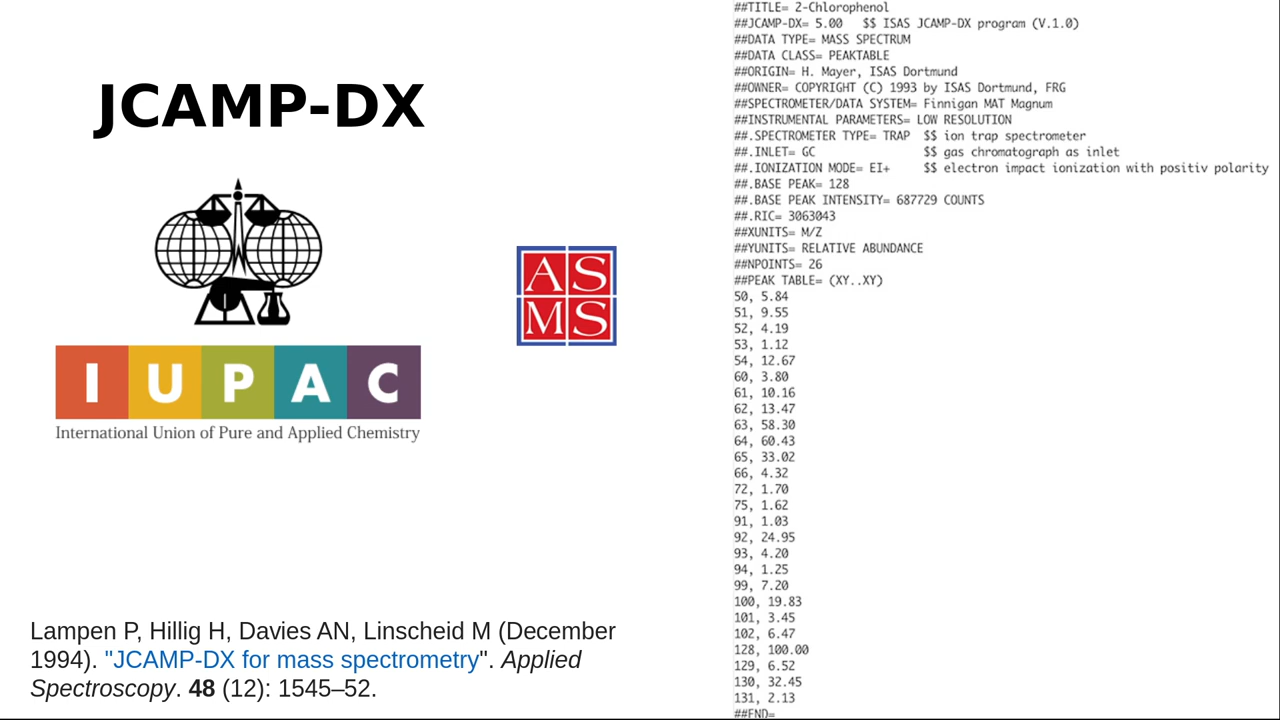 JCAMP-DX
AS
MS
IUPAC
International Union of Pure and Applied Chemistry
Lampen P, Hillig H, Davies AN, Linscheid M (December
1994). "JCAMP-DX for mass spectrometry". Applied
Spectroscopy. 48 (12): 1545–52.
##TITLE= 2-Chlorophenol
##JCAMP-DX= 5.00 $$ ISAS JCAMP-DX program (V.1.0)
##DATA TYPE= MASS SPECTRUM
##DATA CLASS= PEAKTABLE
##ORIGIN= H. Mayer, ISAS Dortmund
##OWNER= COPYRIGHT (C) 1993 by ISAS Dortmund, FRG
##SPECTROMETER/DATA SYSTEM= Finnigan MAT Magnum
##INSTRUMENTAL PARAMETERS= LOW RESOLUTION
##.SPECTROMETER TYPE= TRAP $$ ion trap spectrometer
##.INLET= GC $$ gas chromatograph as inlet
##.IONIZATION MODE= EI+ $$ electron impact ionization with positiv polarity
##.BASE PEAK= 128
##.BASE PEAK INTENSITY= 687729 COUNTS
##.RIC= 3063043
##XUNITS= M/Z
##YUNITS= RELATIVE ABUNDANCE
##NPOINTS= 26
##PEAK TABLE= (XY..XY)
50, 5.84
51, 9.55
52, 4.19
53, 1.12
54, 12.67
60, 3.80
61, 10.16
62, 13.47
63, 58.30
64, 60.43
65, 33.02
66, 4.32
72, 1.70
75, 1.62
91, 1.03
92, 24.95
93, 4.20
94, 1.25
99, 7.20
100, 19.83
101, 3.45
102, 6.47
128, 100.00
129, 6.52
130, 32.45
131, 2.13
##END=